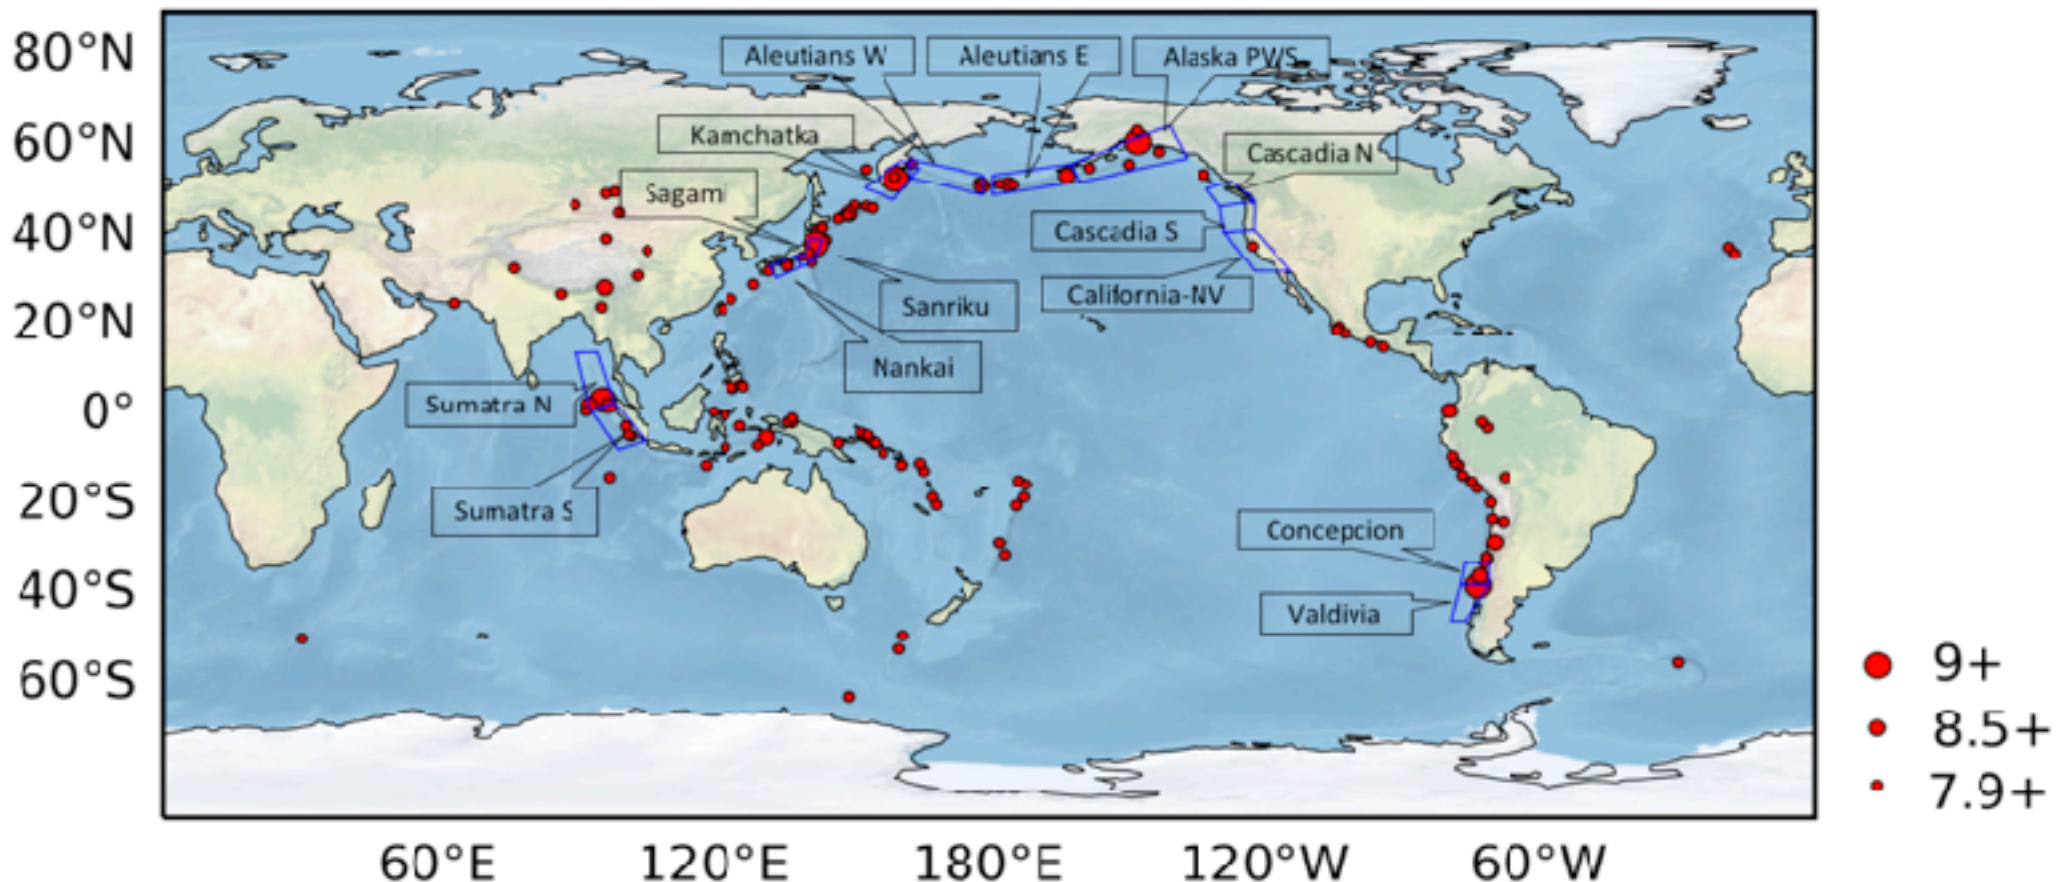 80°N
60°N
40°N
20°N
0°
20°S
40°S
60°S
Aleutians W
Aleutians E
Alaska PWS
Kamchatka
Cascadia N
Sagami
Cascadia S
California-NV
Sanriku
Nankai
Sumatra N
Sumatra S
Concepcion
Valdivia
9+
8.5+
7.9+
60°E
120°E
180°E
120°W
60°W